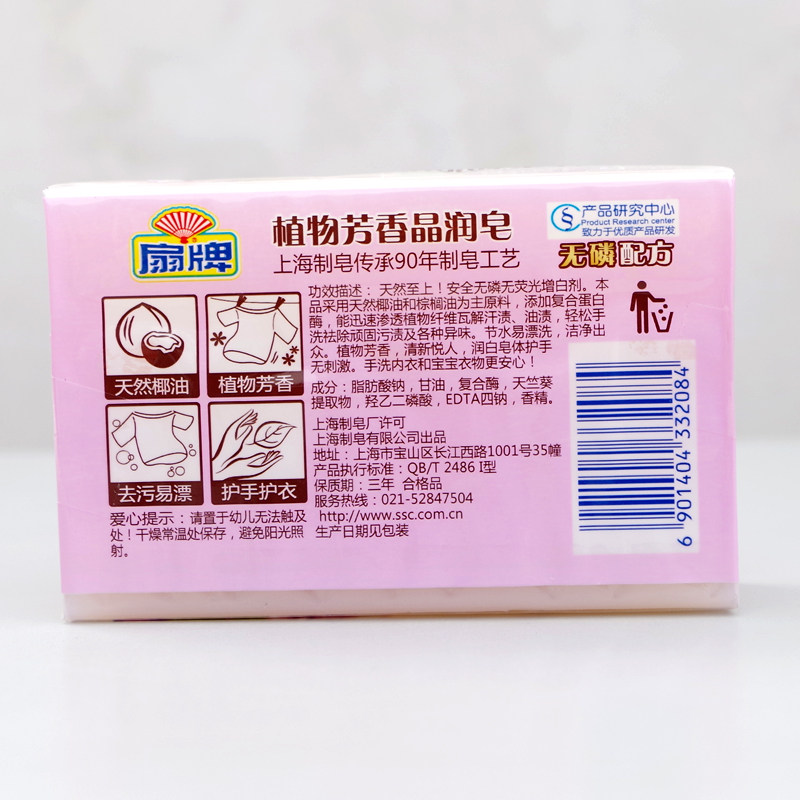 扇牌
植物芳香晶润皂
上海制皂传承90年制皂工艺
产品研究中心
Product Research center
致力于优质产品研发
无磷配方
天然椰油
植物芳香
去污易漂
护手护衣
功效描述：天然至上！安全无磷无荧光增白剂。本
品采用天然椰油和棕榈油为主原料，添加复合蛋白
酶，能迅速渗透植物纤维瓦解汗渍、油渍，轻松手
洗祛除顽固污渍及各种异味。节水易漂洗，洁净出
众。植物芳香，清新悦人，润白皂体护手
无刺激。手洗内衣和宝宝衣物更安心！
成分：脂肪酸钠，甘油，复合酶，天竺葵
提取物，羟乙二磷酸，EDTA四钠，香精。
上海制皂厂许可
上海制皂有限公司出品
地址：上海市宝山区长江西路1001号35幢
产品执行标准：QB/T 2486 I型
保质期：三年 合格品
服务热线：021-52847504
http://www.ssc.com.cn
生产日期见包装
爱心提示：请置于幼儿无法触及
处！干燥常温处保存，避免阳光照
射。
6 901404 332084